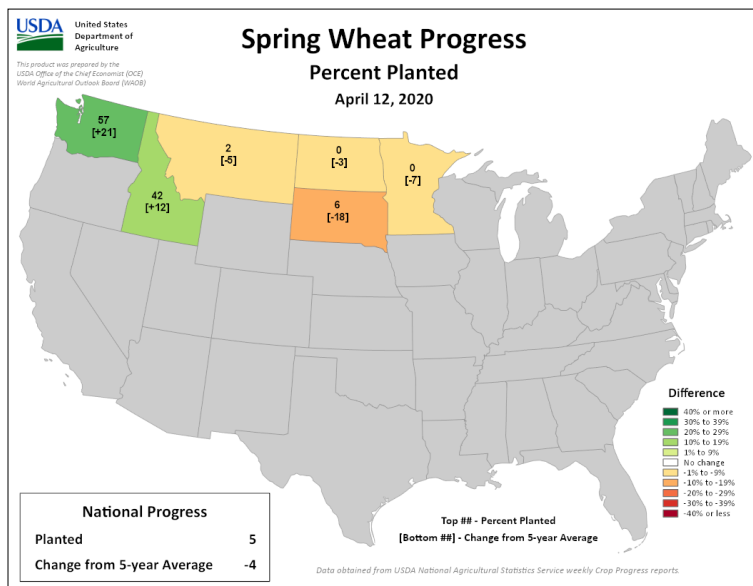 USDA
United States
Department of
Agriculture
This product was prepared by the
USDA Office of the Chief Economist (OCE)
World Agricultural Outlook Board (WAOB)
Spring Wheat Progress
Percent Planted
April 12, 2020
57
[+21]
42
[+12]
2
[-5]
0
[-3]
0
[-7]
6
[-18]
Difference
40% or more
30% to 39%
20% to 29%
10% to 19%
1% to 9%
No change
-1% to -9%
-10% to -19%
-20% to -29%
-30% to -39%
-40% or less
National Progress
Planted 5
Change from 5-year Average -4
Top ## - Percent Planted
[Bottom ##] - Change from 5-year Average
Data obtained from USDA National Agricultural Statistics Service weekly Crop Progress reports.